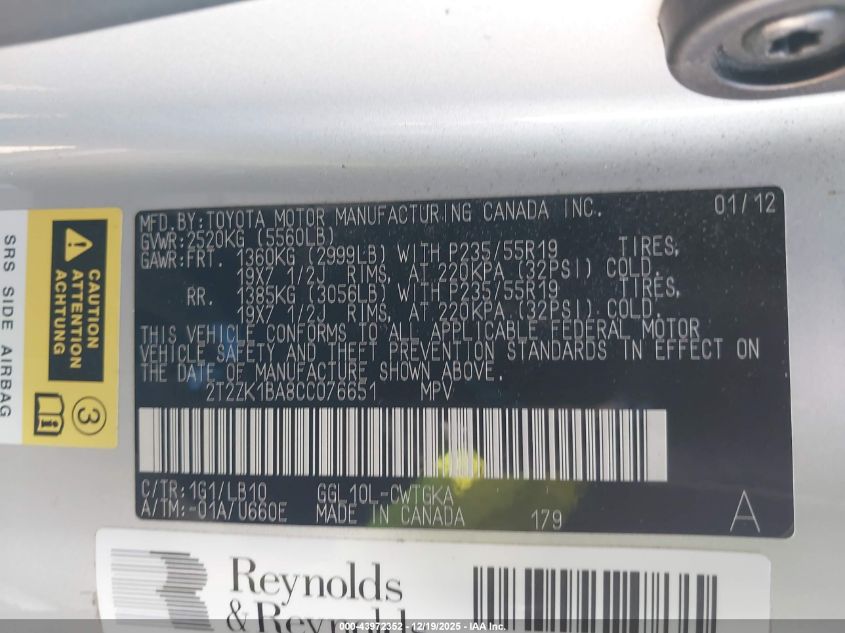 MFD.BY:TOYOTA MOTOR MANUFACTURING CANADA INC. 01/12
GVWR:2520KG (5560LB)
GAWR:FRT. 1360KG (2999LB) WITH P235/55R19 TIRES,
19X7 1/2J RIMS, AT 220KPA (32PSI) COLD.
RR. 1385KG (3056LB) WITH P235/55R19 TIRES,
19X7 1/2J RIMS, AT 220KPA (32PSI) COLD.
THIS VEHICLE CONFORMS TO ALL APPLICABLE FEDERAL MOTOR
VEHICLE SAFETY AND THEFT PREVENTION STANDARDS IN EFFECT ON
THE DATE OF MANUFACTURE SHOWN ABOVE.
2T2ZK1BA8CC076651 MPV
C/TR:1G1/LB10 GGL10L-CWTGKA
A/TM:-01A/U660E MADE IN CANADA 179 A
SRS SIDE AIRBAG
CAUTION
ATTENTION
ACHTUNG
3
Reynolds
& Reynolds
000-43972352 - 12/19/2025 - IAA Inc.